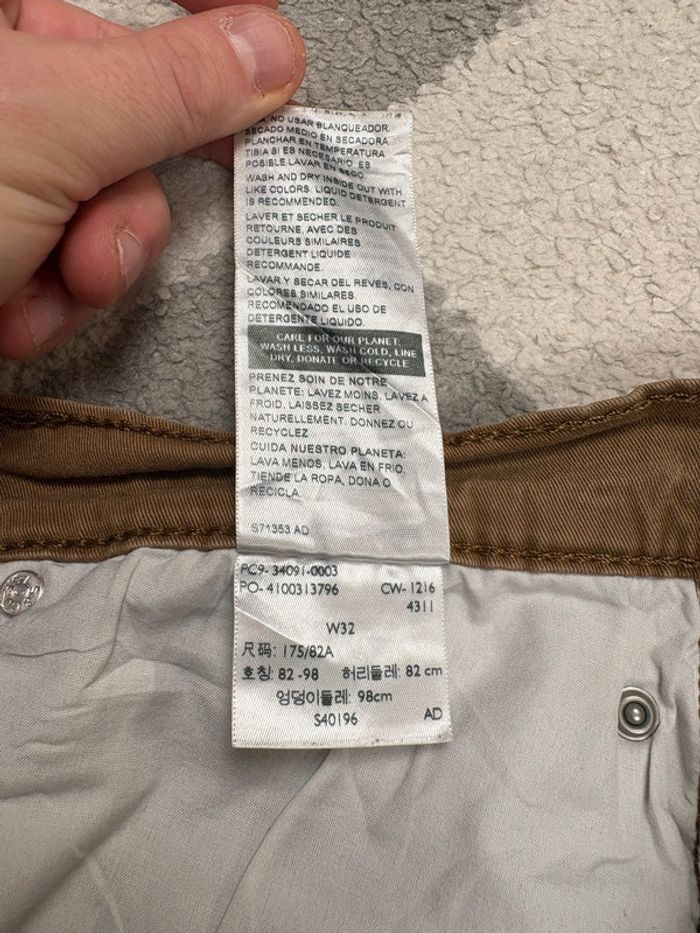 NO USAR BLANQUEADOR.
SECADO MEDIO EN SECADORA.
PLANCHAR EN TEMPERATURA
TIBIA SI ES NECESARIO. ES
POSIBLE LAVAR EN SECO
WASH AND DRY INSIDE OUT WITH
LIKE COLORS. LIQUID DETERGENT
IS RECOMMENDED.
LAVER ET SECHER LE PRODUIT
RETOURNE, AVEC DES
COULEURS SIMILAIRES
DETERGENT LIQUIDE
RECOMMANDE.
LAVAR Y SECAR DEL REVES, CON
COLORES SIMILARES.
RECOMENDADO EL USO DE
DETERGENTE LIQUIDO.
CARE FOR OUR PLANET:
WASH LESS, WASH COLD, LINE
DRY, DONATE OR RECYCLE
PRENEZ SOIN DE NOTRE
PLANETE: LAVEZ MOINS, LAVEZ A
FROID, LAISSEZ SECHER
NATURELLEMENT, DONNEZ OU
RECYCLEZ
CUIDA NUESTRO PLANETA:
LAVA MENOS, LAVA EN FRIO,
TIENDE LA ROPA, DONA O
RECICLA
S71353 AD
PC9- 34091-0003
PO- 4100313796 CW- 1216
4311
W32
尺码: 175/82A
호칭: 82 -98 허리둘레: 82 cm
엉덩이둘레: 98cm
S40196 AD